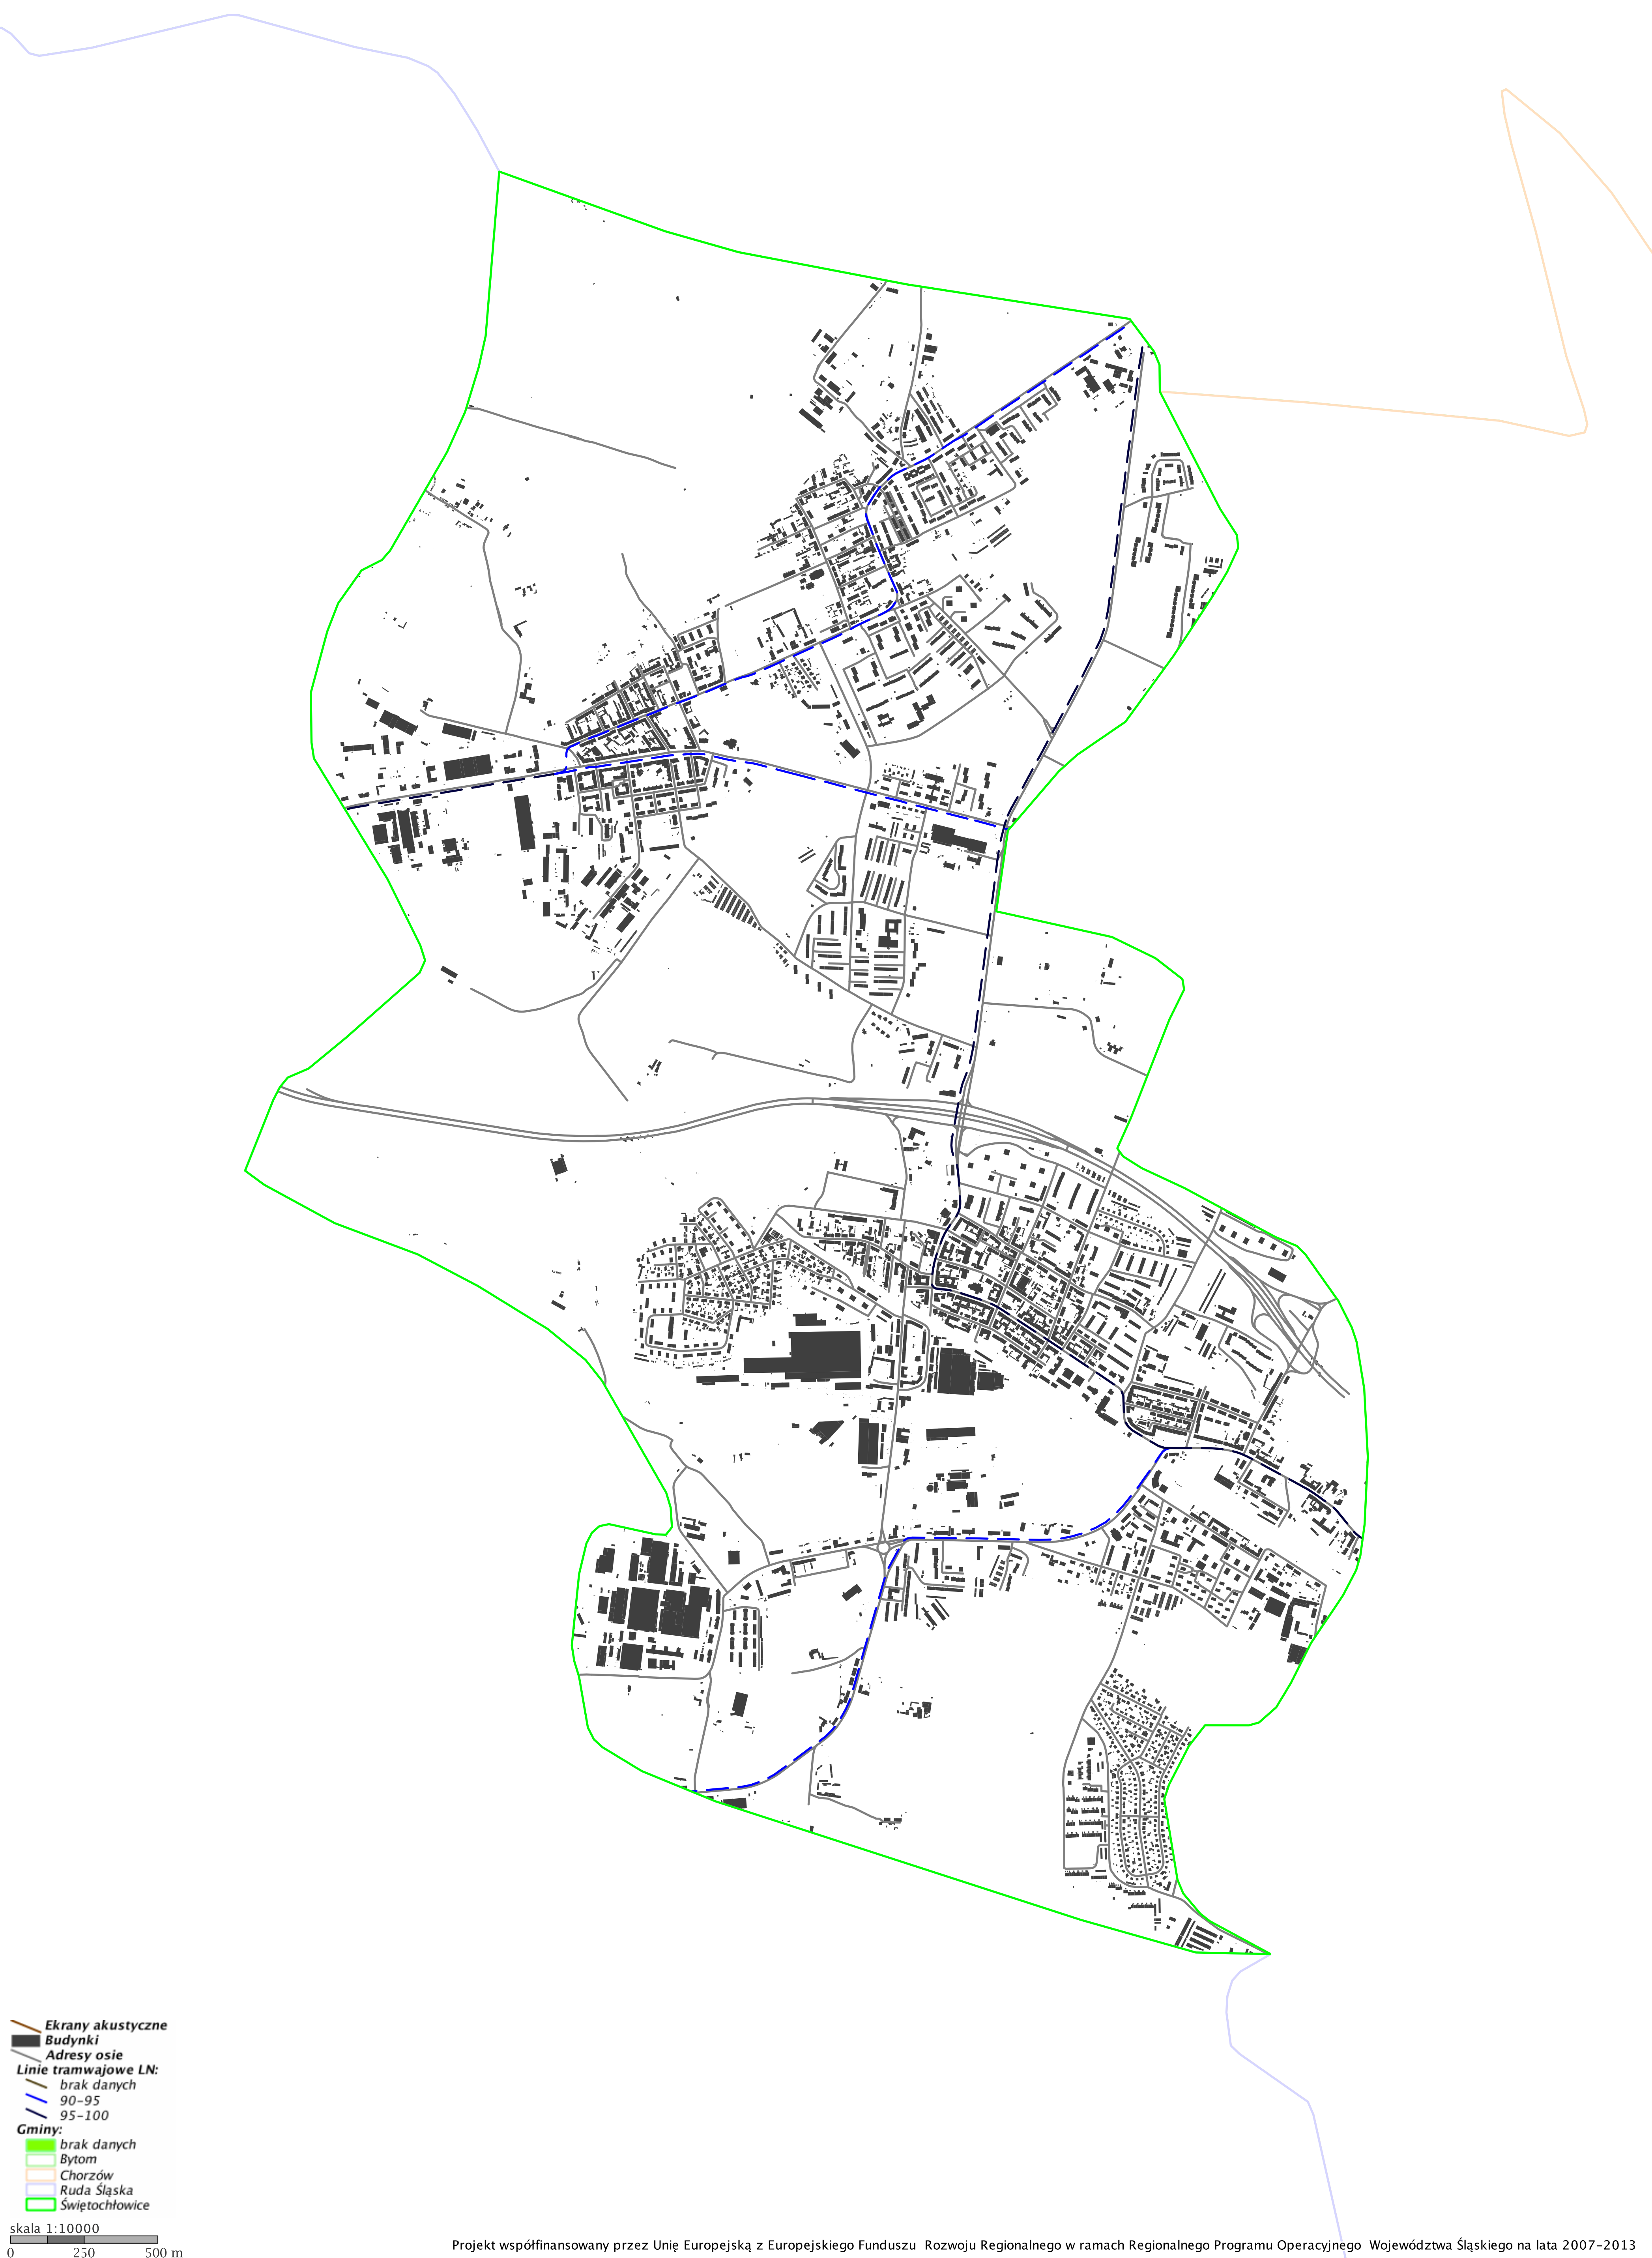 Ekrany akustyczne
Budynki
Adresy osie
Linie tramwajowe LN:
brak danych
90-95
95-100
Gminy:
brak danych
Bytom
Chorzów
Ruda Śląska
Świętochłowice
skala 1:10000
0 250 500 m
Projekt współfinansowany przez Unię Europejską z Europejskiego Funduszu Rozwoju Regionalnego w ramach Regionalnego Programu Operacyjnego Województwa Śląskiego na lata 2007-2013